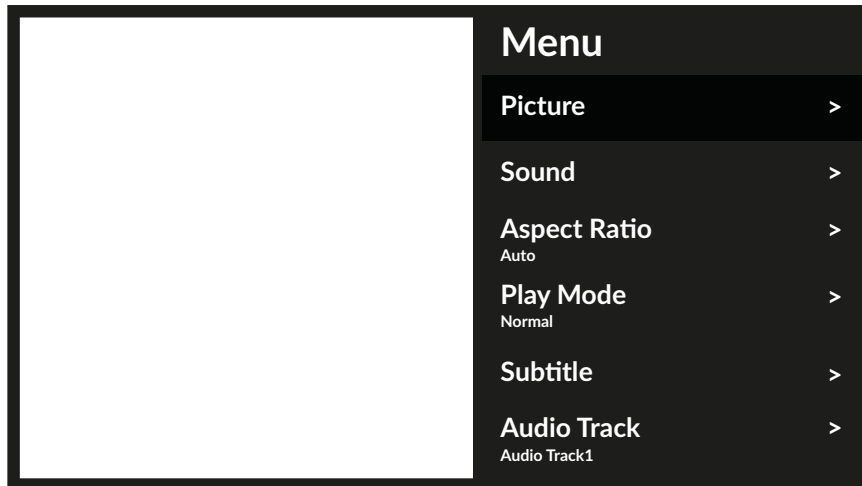 Menu
Picture >
Sound >
Aspect Ratio >
Auto
Play Mode >
Normal
Subtitle >
Audio Track >
Audio Track1